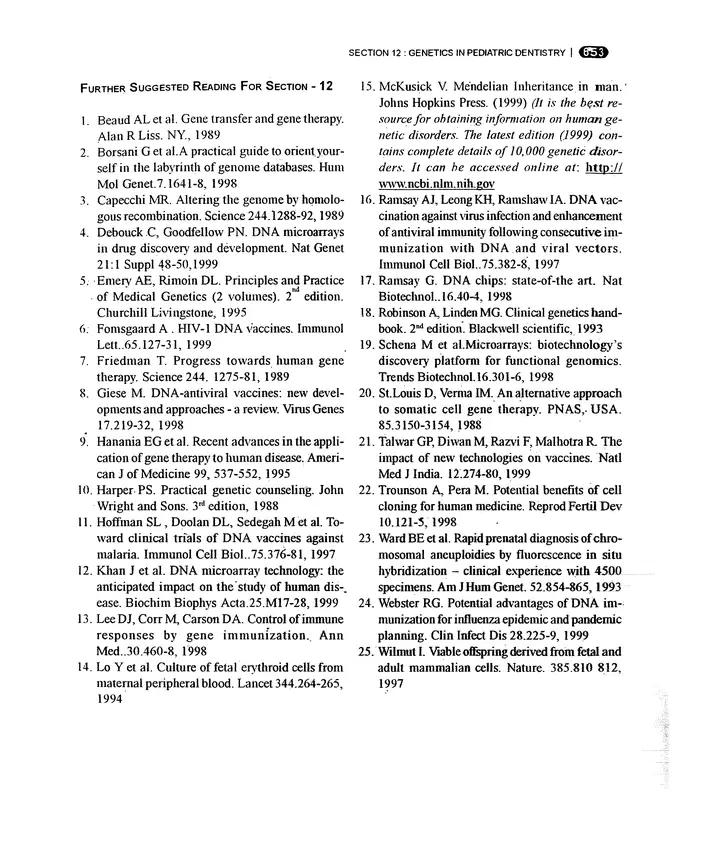 SECTION 12 : GENETICS IN PEDIATRIC DENTISTRY | 853
FURTHER SUGGESTED READING FOR SECTION - 12
1. Beaud AL et al. Gene transfer and gene therapy.
Alan R Liss. NY., 1989
2. Borsani G et al.A practical guide to orient your-
self in the labyrinth of genome databases. Hum
Mol Genet.7.1641-8, 1998
3. Capecchi MR. Altering the genome by homolo-
gous recombination. Science 244.1288-92, 1989
4. Debouck C, Goodfellow PN. DNA microarrays
in drug discovery and development. Nat Genet
21:1 Suppl 48-50,1999
5. Emery AE, Rimoin DL. Principles and Practice
of Medical Genetics (2 volumes). 2nd edition.
Churchill Livingstone, 1995
6. Fomsgaard A . HIV-1 DNA vaccines. Immunol
Lett..65.127-31, 1999
7. Friedman T. Progress towards human gene
therapy. Science 244. 1275-81, 1989
8. Giese M. DNA-antiviral vaccines: new devel-
opments and approaches - a review. Virus Genes
17.219-32, 1998
9. Hanania EG et al. Recent advances in the appli-
cation of gene therapy to human disease. Ameri-
can J of Medicine 99, 537-552, 1995
10. Harper PS. Practical genetic counseling. John
Wright and Sons. 3rd edition, 1988
11. Hoffman SL , Doolan DL, Sedegah M et al. To-
ward clinical trials of DNA vaccines against
malaria. Immunol Cell Biol..75.376-81, 1997
12. Khan J et al. DNA microarray technology: the
anticipated impact on the study of human dis-
ease. Biochim Biophys Acta.25.M17-28, 1999
13. Lee DJ, Corr M, Carson DA. Control of immune
responses by gene immunization. Ann
Med..30.460-8, 1998
14. Lo Y et al. Culture of fetal erythroid cells from
maternal peripheral blood. Lancet 344.264-265,
1994
15. McKusick V. Mendelian Inheritance in man.
Johns Hopkins Press. (1999) (It is the best re-
source for obtaining information on human ge-
netic disorders. The latest edition (1999) con-
tains complete details of 10,000 genetic disor-
ders. It can be accessed online at: http://
www.ncbi.nlm.nih.gov
16. Ramsay AJ, Leong KH, Ramshaw IA. DNA vac-
cination against virus infection and enhancement
of antiviral immunity following consecutive im-
munization with DNA and viral vectors.
Immunol Cell Biol..75.382-8, 1997
17. Ramsay G. DNA chips: state-of-the art. Nat
Biotechnol..16.40-4, 1998
18. Robinson A, Linden MG. Clinical genetics hand-
book. 2nd edition. Blackwell scientific, 1993
19. Schena M et al.Microarrays: biotechnology's
discovery platform for functional genomics.
Trends Biotechnol.16.301-6, 1998
20. St.Louis D, Verma IM. An alternative approach
to somatic cell gene therapy. PNAS, USA.
85.3150-3154, 1988
21. Talwar GP, Diwan M, Razvi F, Malhotra R. The
impact of new technologies on vaccines. Natl
Med J India. 12.274-80, 1999
22. Trounson A, Pera M. Potential benefits of cell
cloning for human medicine. Reprod Fertil Dev
10.121-5, 1998
23. Ward BE et al. Rapid prenatal diagnosis of chro-
mosomal aneuploidies by fluorescence in situ
hybridization – clinical experience with 4500
specimens. Am J Hum Genet. 52.854-865, 1993
24. Webster RG. Potential advantages of DNA im-
munization for influenza epidemic and pandemic
planning. Clin Infect Dis 28.225-9, 1999
25. Wilmut I. Viable offspring derived from fetal and
adult mammalian cells. Nature. 385.810 812,
1997